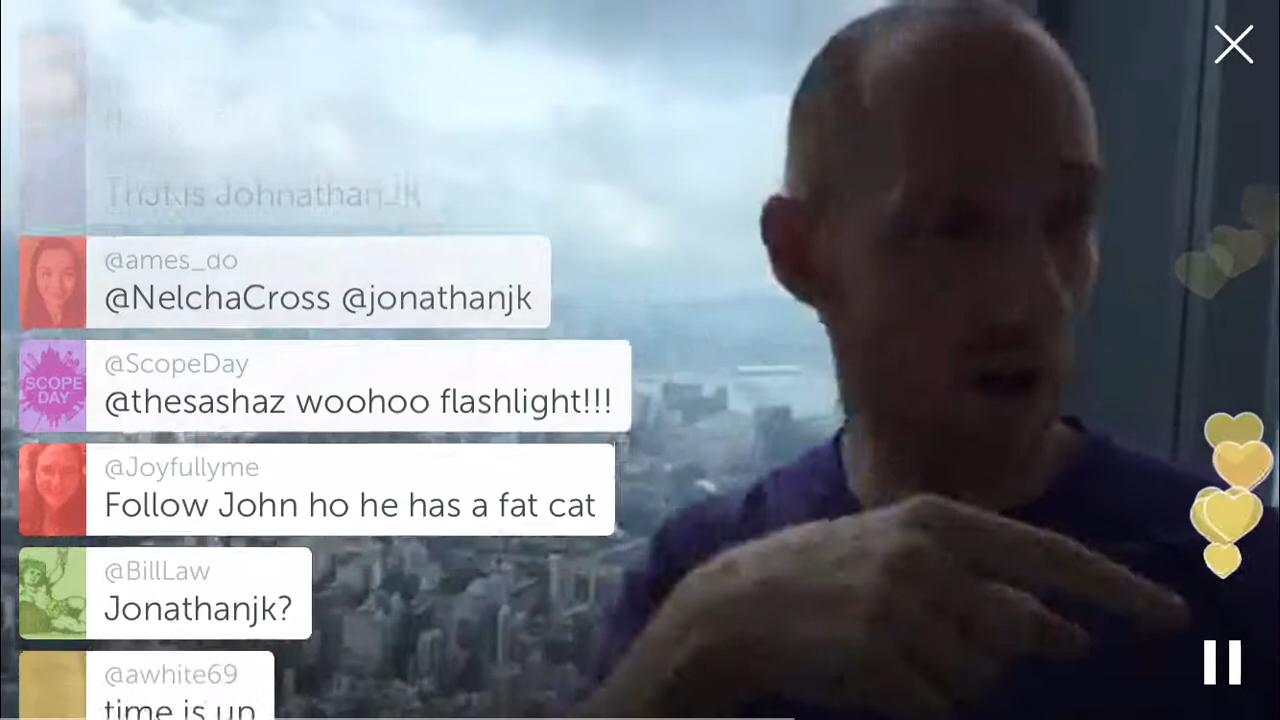 JohnathanJK
@ames_do
@NelchaCross @jonathanjk
@ScopeDay
SCOPE
DAY
@thesashaz woohoo flashlight!!!
@Joyfullyme
Follow John ho he has a fat cat
@BillLaw
Jonathanjk?
@awhite69
time is up